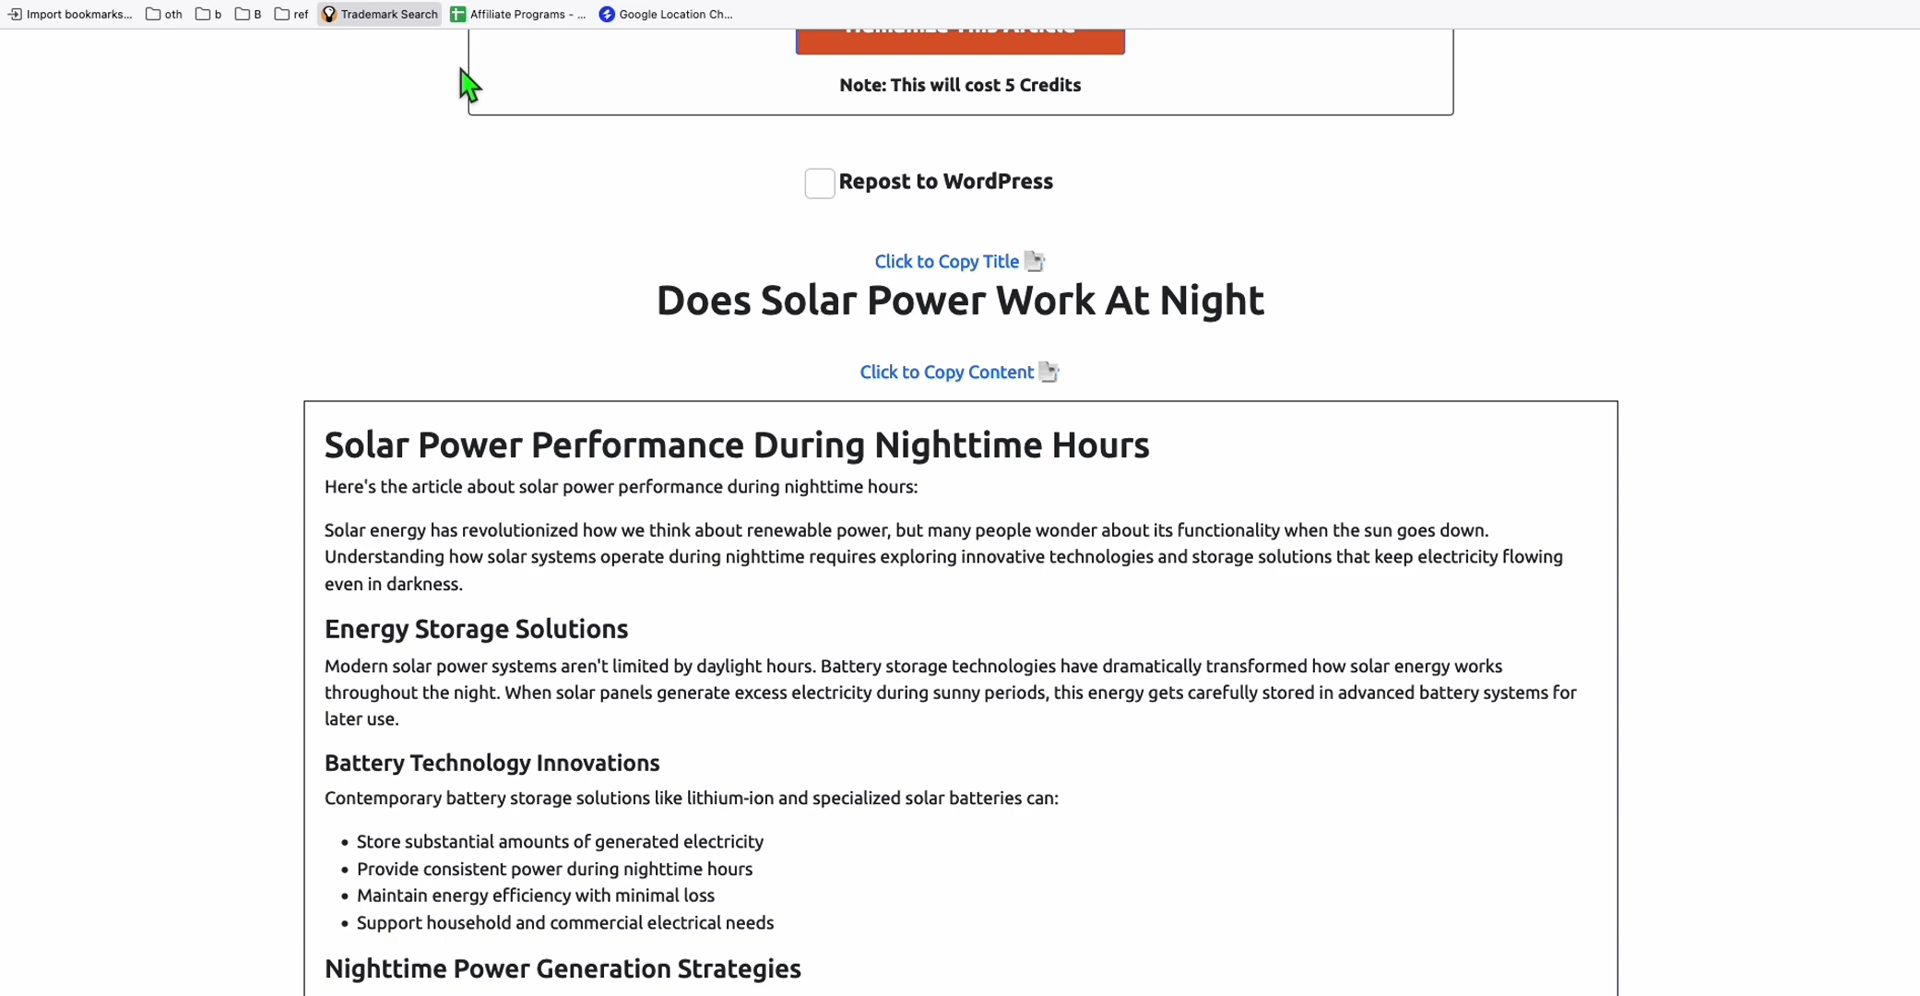 Import bookmarks... oth b B ref Trademark Search Affiliate Programs - ... Google Location Ch...
Note: This will cost 5 Credits
Repost to WordPress
Click to Copy Title
Does Solar Power Work At Night
Click to Copy Content
Solar Power Performance During Nighttime Hours
Here's the article about solar power performance during nighttime hours:
Solar energy has revolutionized how we think about renewable power, but many people wonder about its functionality when the sun goes down.
Understanding how solar systems operate during nighttime requires exploring innovative technologies and storage solutions that keep electricity flowing
even in darkness.
Energy Storage Solutions
Modern solar power systems aren't limited by daylight hours. Battery storage technologies have dramatically transformed how solar energy works
throughout the night. When solar panels generate excess electricity during sunny periods, this energy gets carefully stored in advanced battery systems for
later use.
Battery Technology Innovations
Contemporary battery storage solutions like lithium-ion and specialized solar batteries can:
• Store substantial amounts of generated electricity
• Provide consistent power during nighttime hours
• Maintain energy efficiency with minimal loss
• Support household and commercial electrical needs
Nighttime Power Generation Strategies